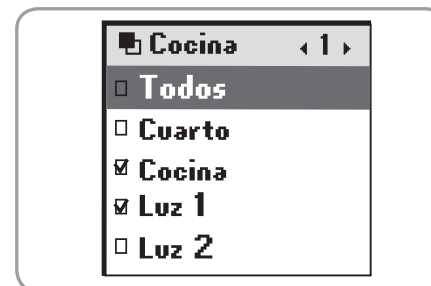 Cocina 1
Todos
Cuarto
Cocina
Luz 1
Luz 2